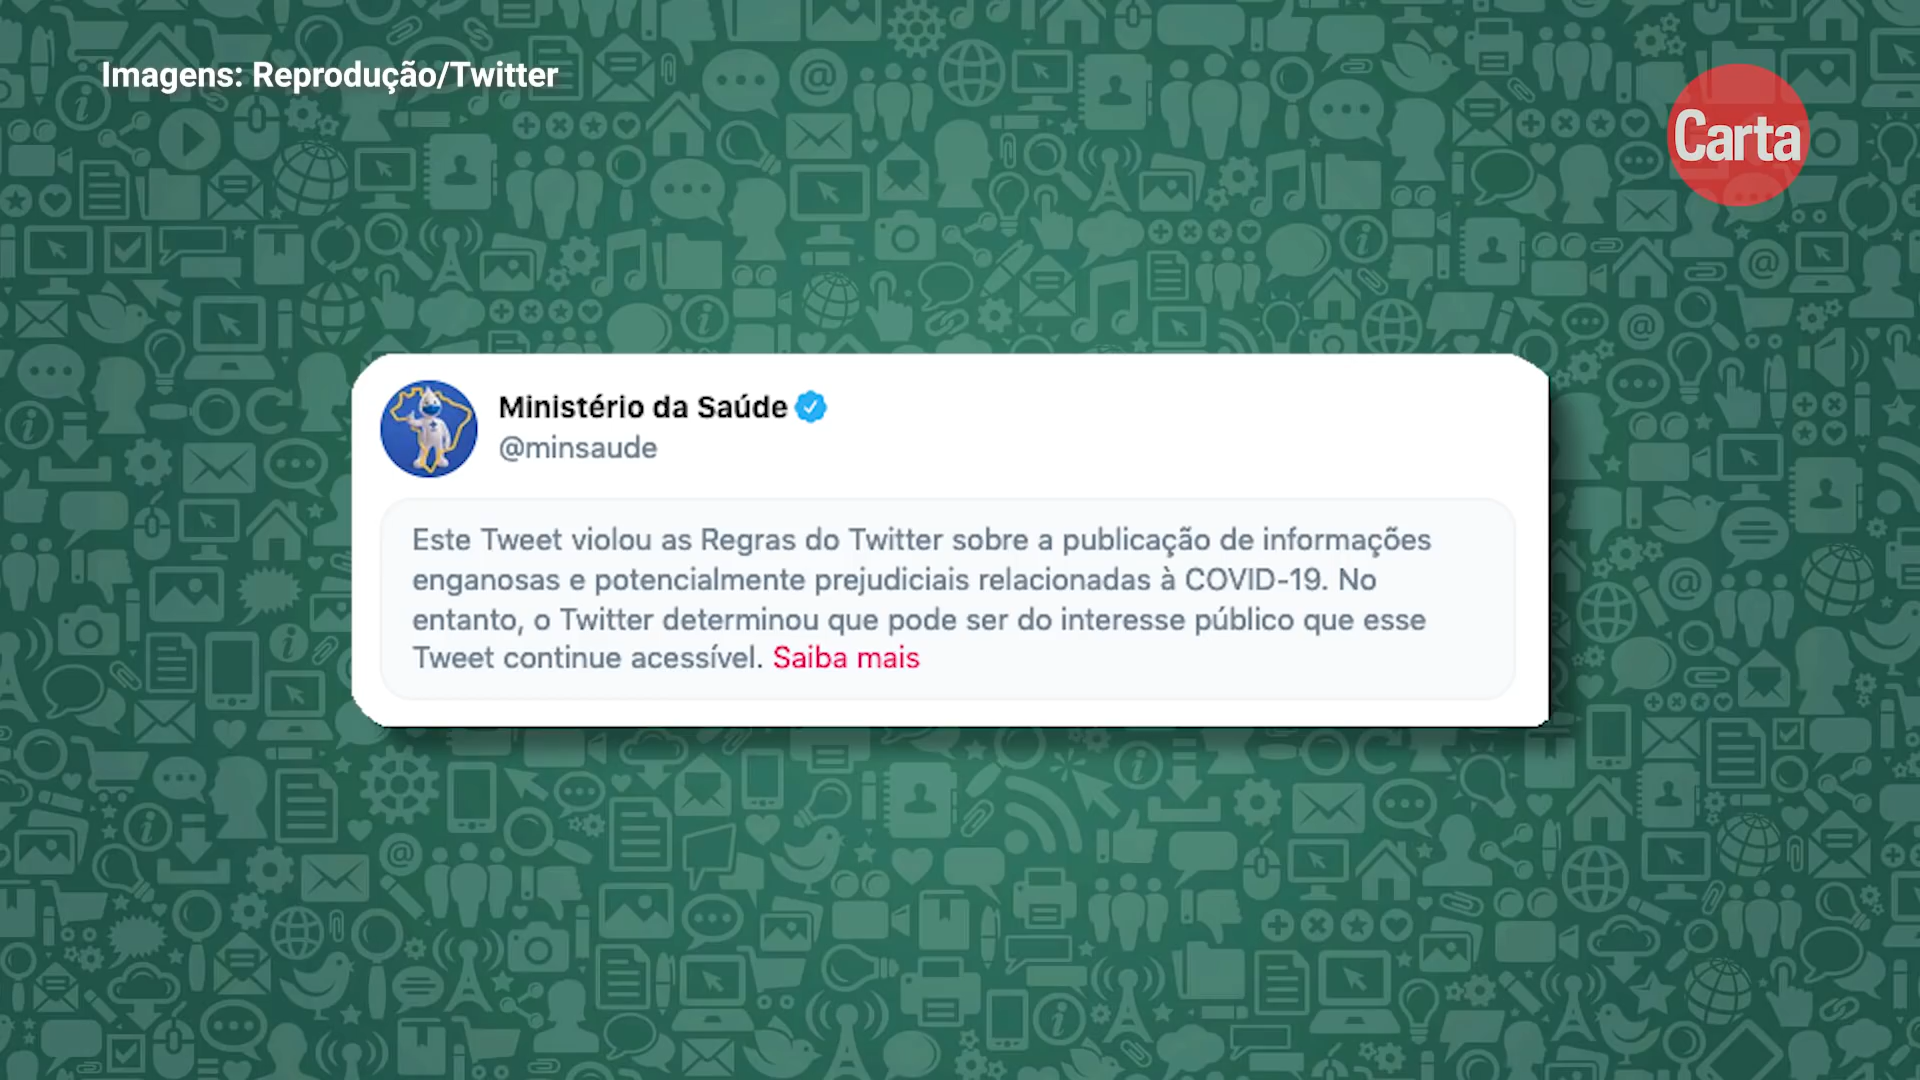 Imagens: Reprodução/Twitter
Carta
Ministério da Saúde
@minsaude
Este Tweet violou as Regras do Twitter sobre a publicação de informações
enganosas e potencialmente prejudiciais relacionadas à COVID-19. No
entanto, o Twitter determinou que pode ser do interesse público que esse
Tweet continue acessível. Saiba mais